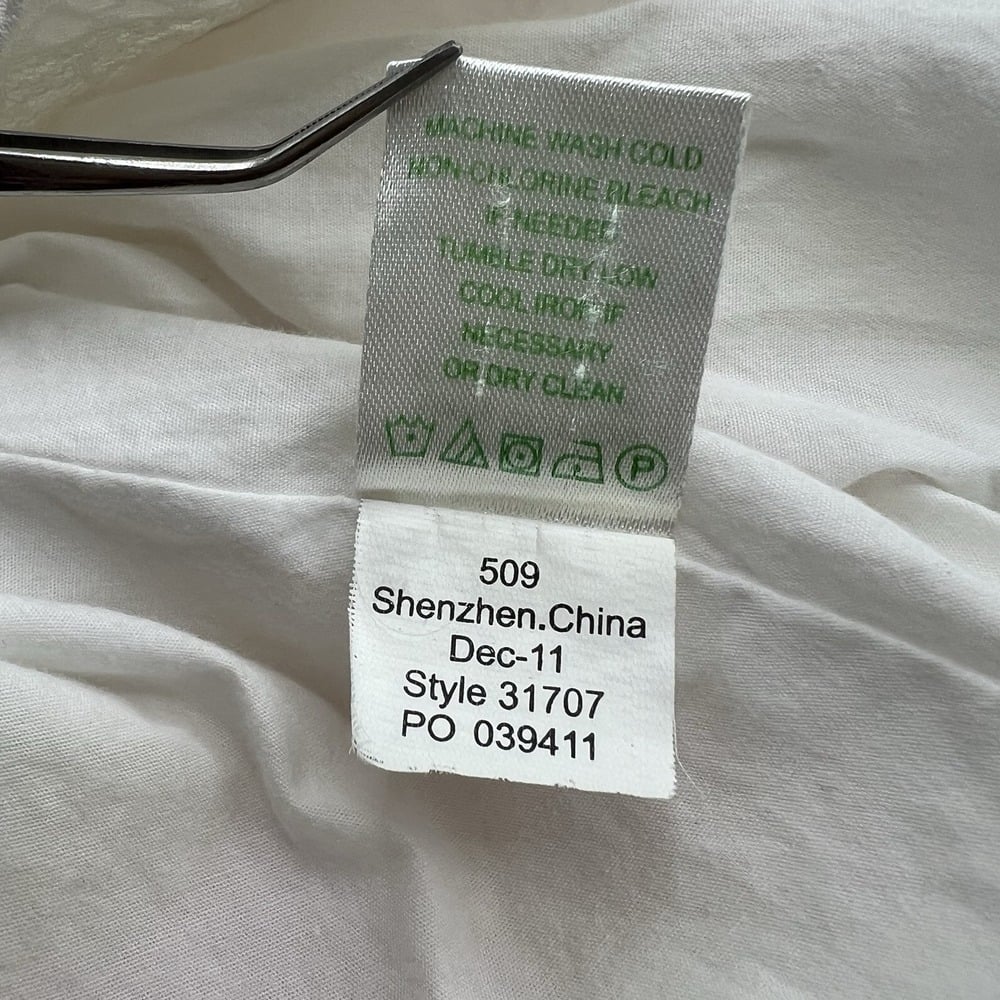 MACHINE WASH COLD
NON-CHLORINE BLEACH
IF NEEDED
TUMBLE DRY LOW
COOL IRON IF
NECESSARY
OR DRY CLEAN
P
509
Shenzhen.China
Dec-11
Style 31707
PO 039411